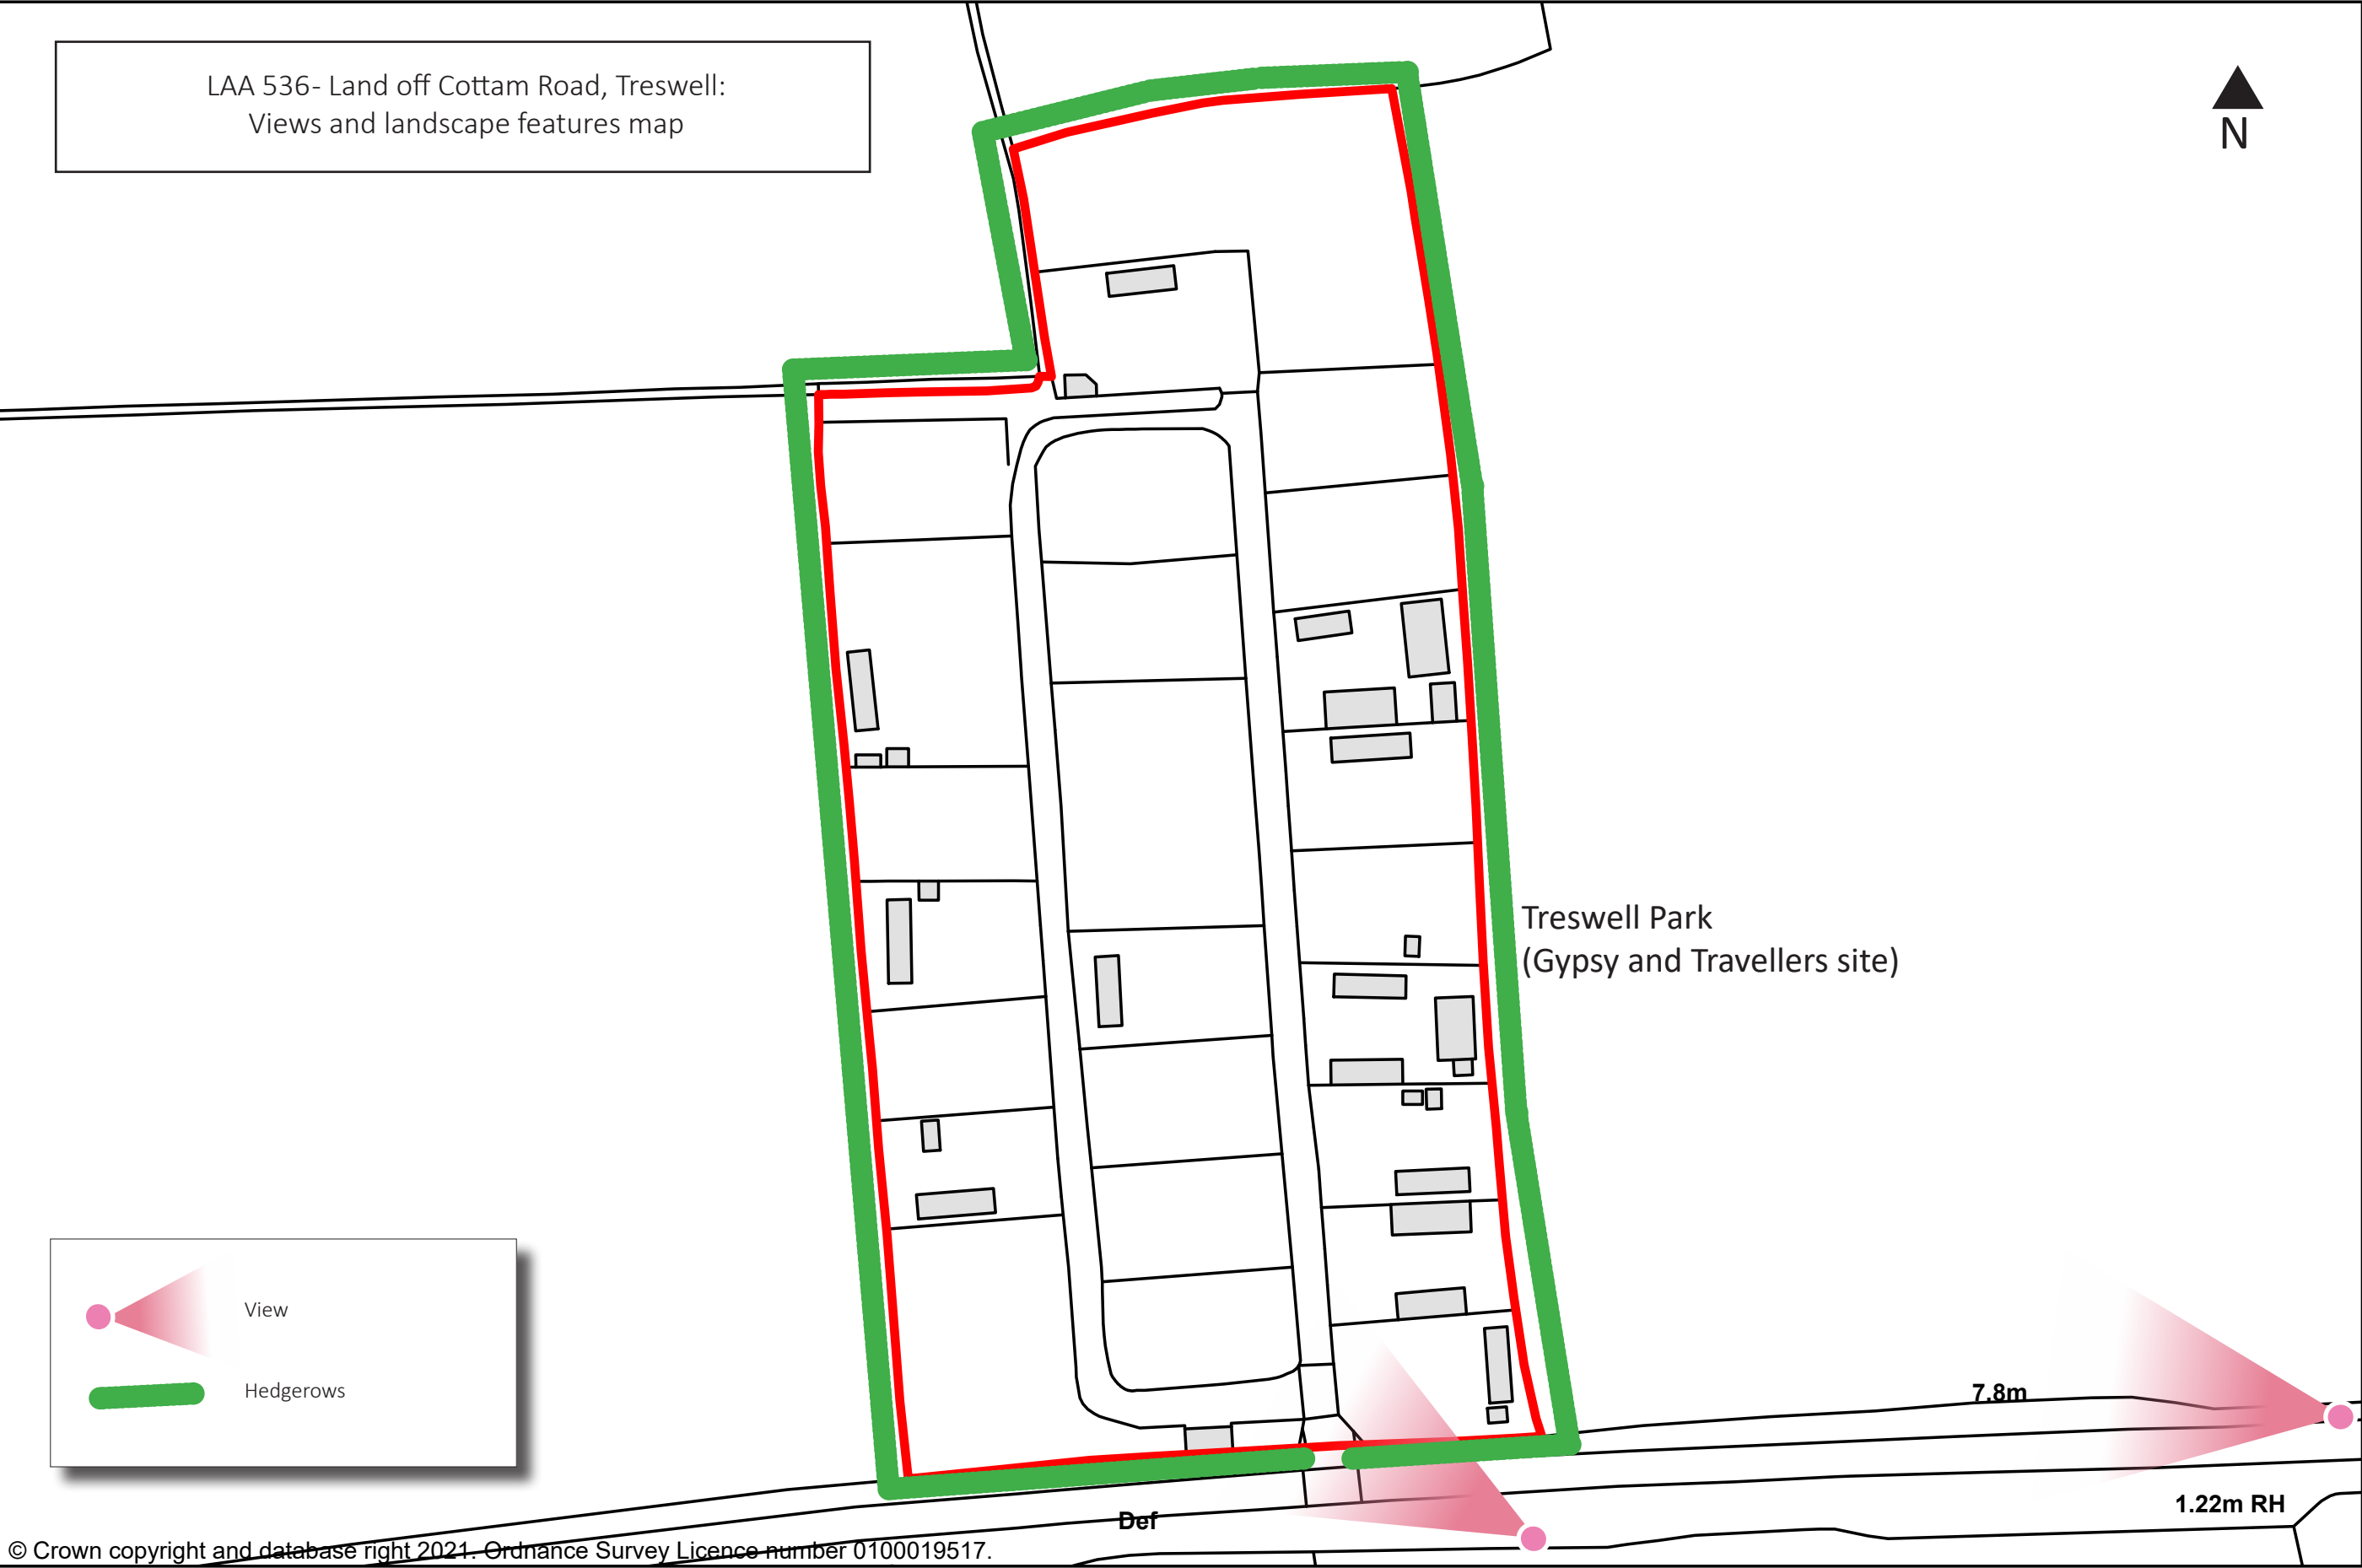 LAA 536- Land off Cottam Road, Treswell:
Views and landscape features map
N
Treswell Park
(Gypsy and Travellers site)
View
Hedgerows
7.8m
1.22m RH
Def
© Crown copyright and database right 2021. Ordnance Survey Licence number 0100019517.